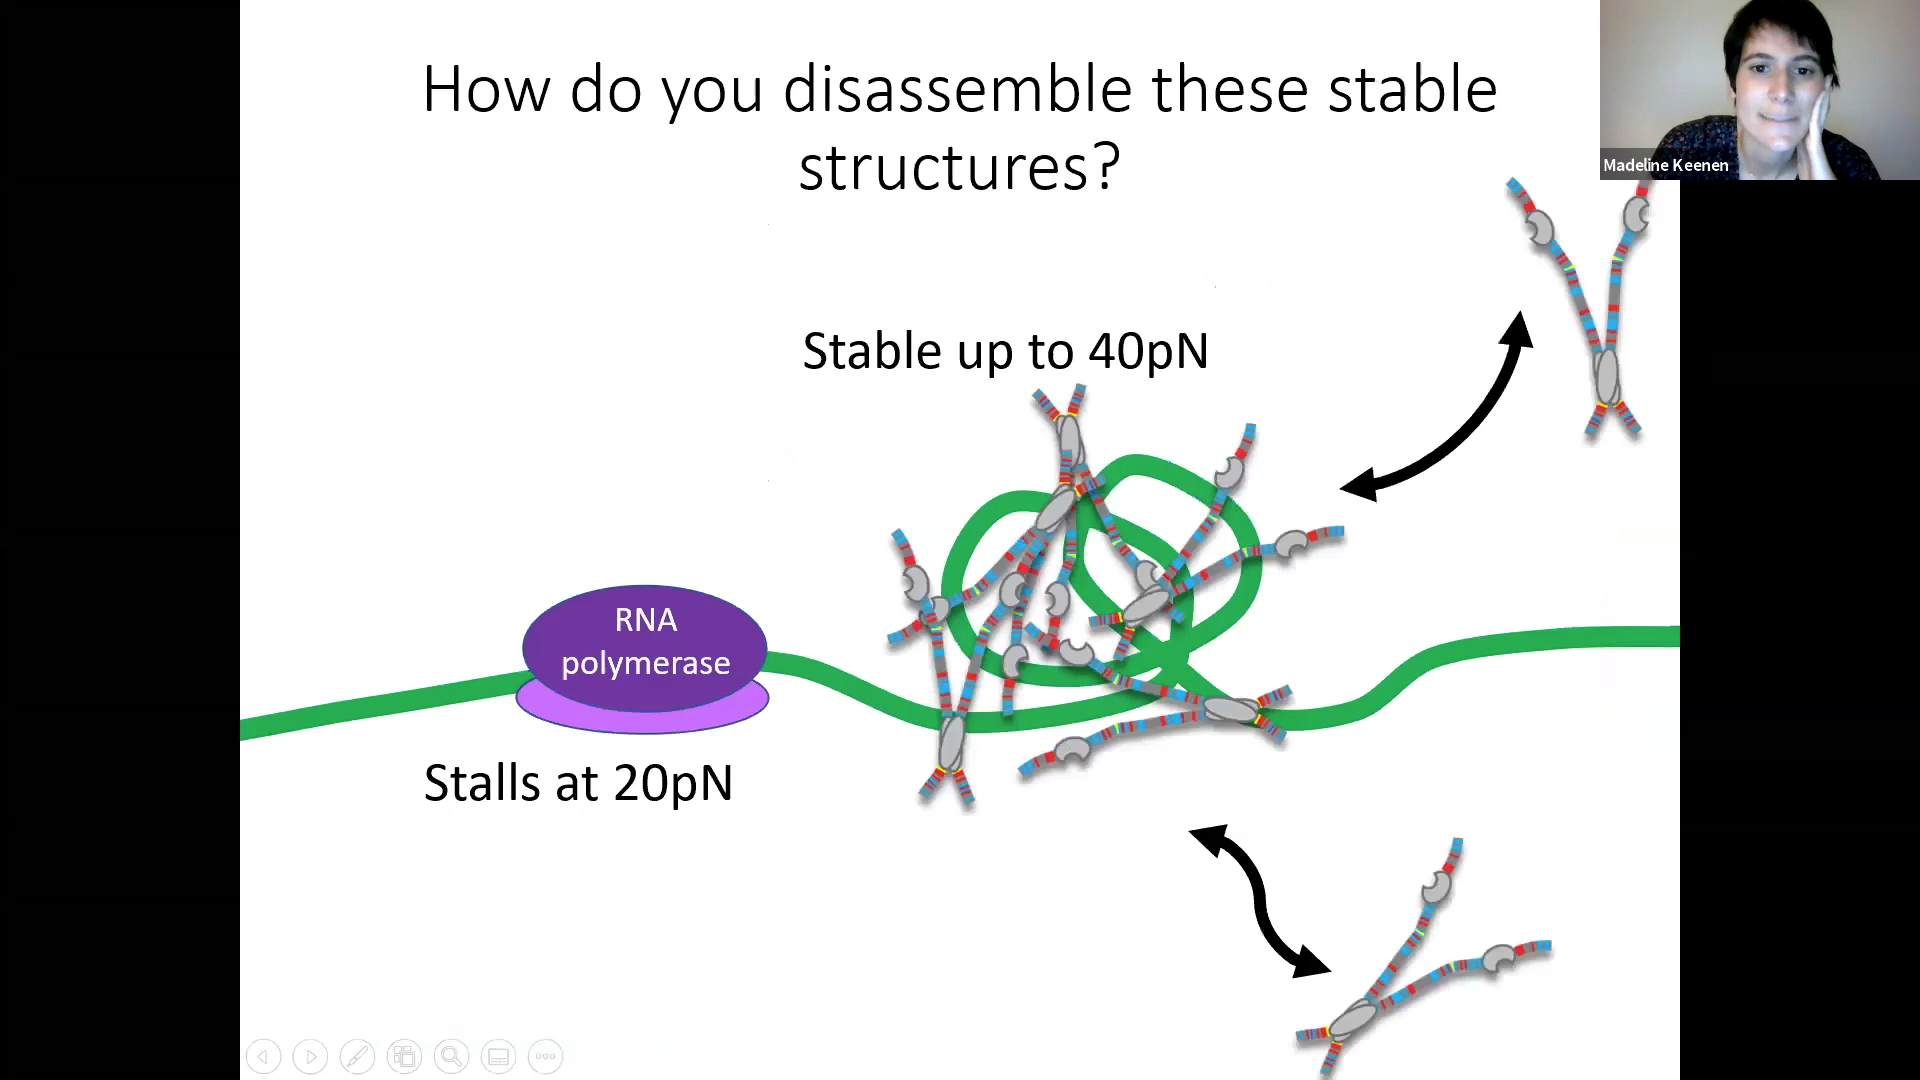 How do you disassemble these stable
structures?
Madeline Keenen
Stable up to 40pN
RNA
polymerase
Stalls at 20pN